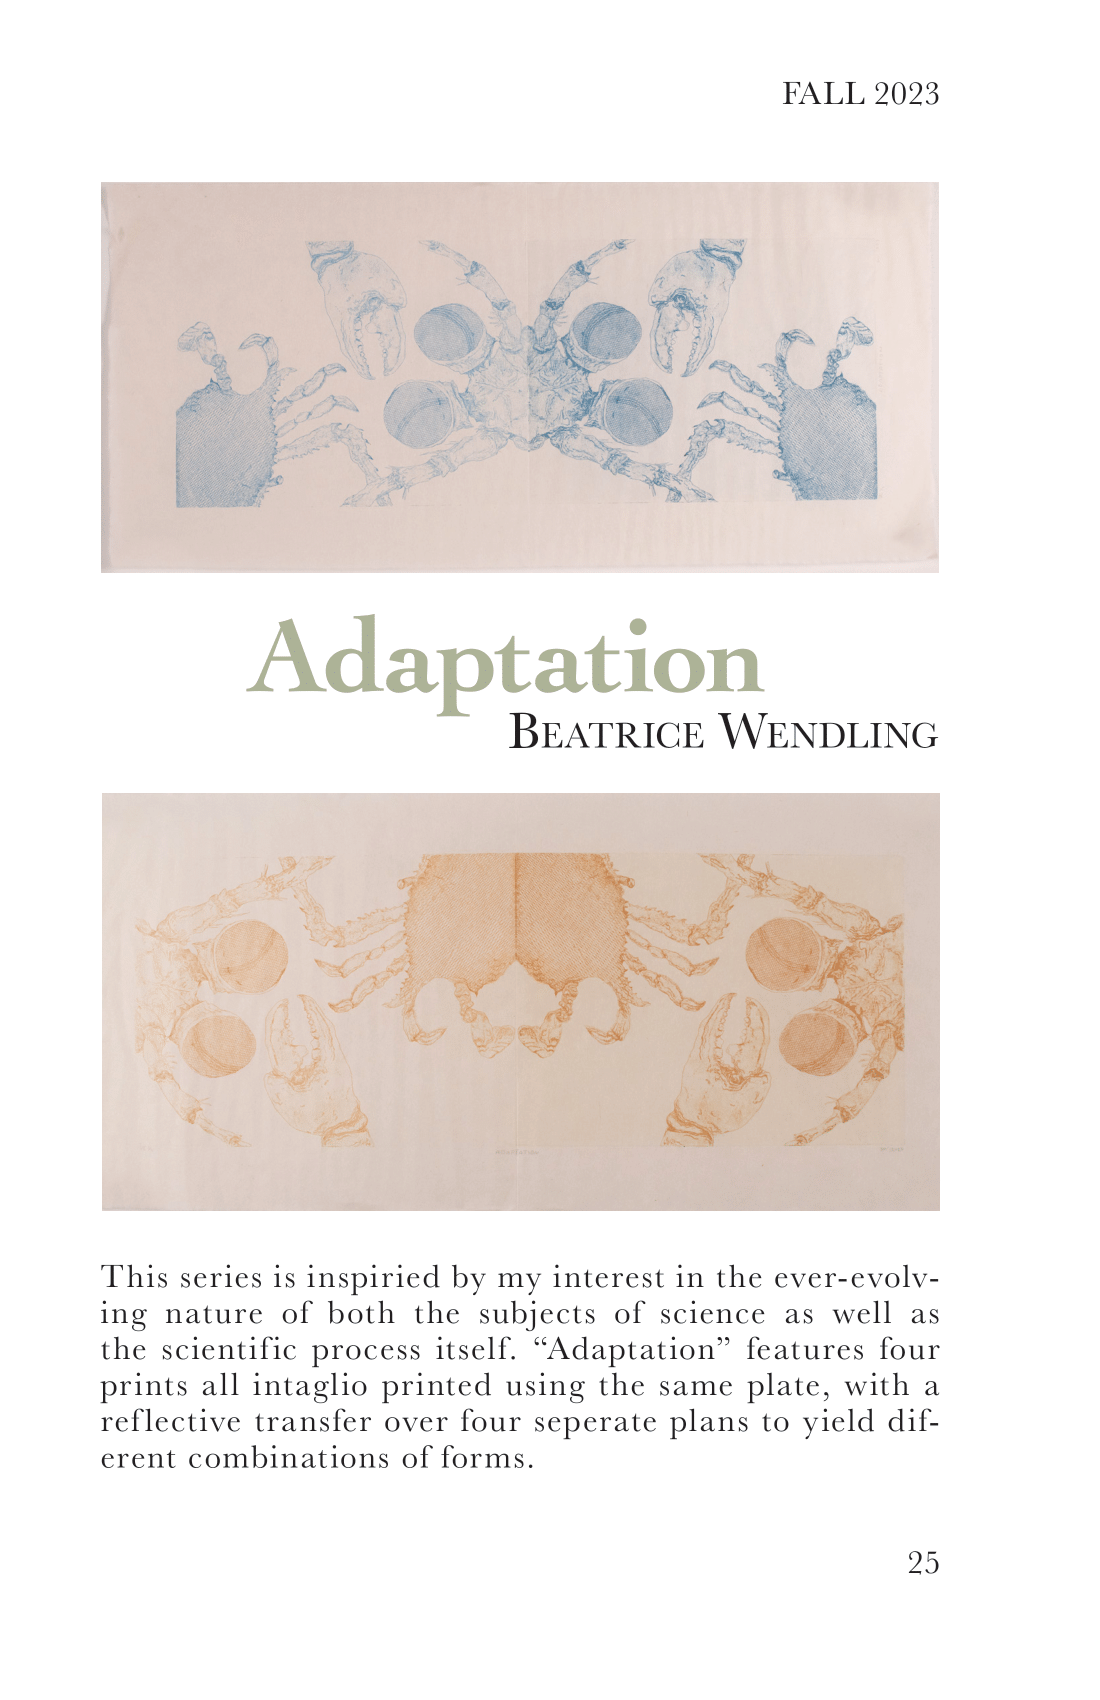 FALL 2023
Adaptation
BEATRICE WENDLING
This series is inspiried by my interest in the ever-evolv-
ing nature of both the subjects of science as well as
the scientific process itself. “Adaptation” features four
prints all intaglio printed using the same plate, with a
reflective transfer over four seperate plans to yield dif-
erent combinations of forms.
25